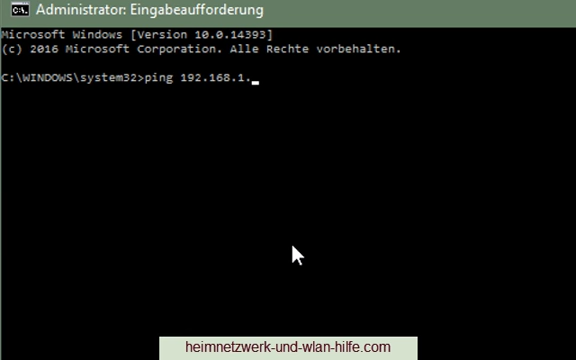 Administrator: Eingabeaufforderung
Microsoft Windows [Version 10.0.14393]
(c) 2016 Microsoft Corporation. Alle Rechte vorbehalten.
C:\WINDOWS\system32>ping 192.168.1.
heimnetzwerk-und-wlan-hilfe.com